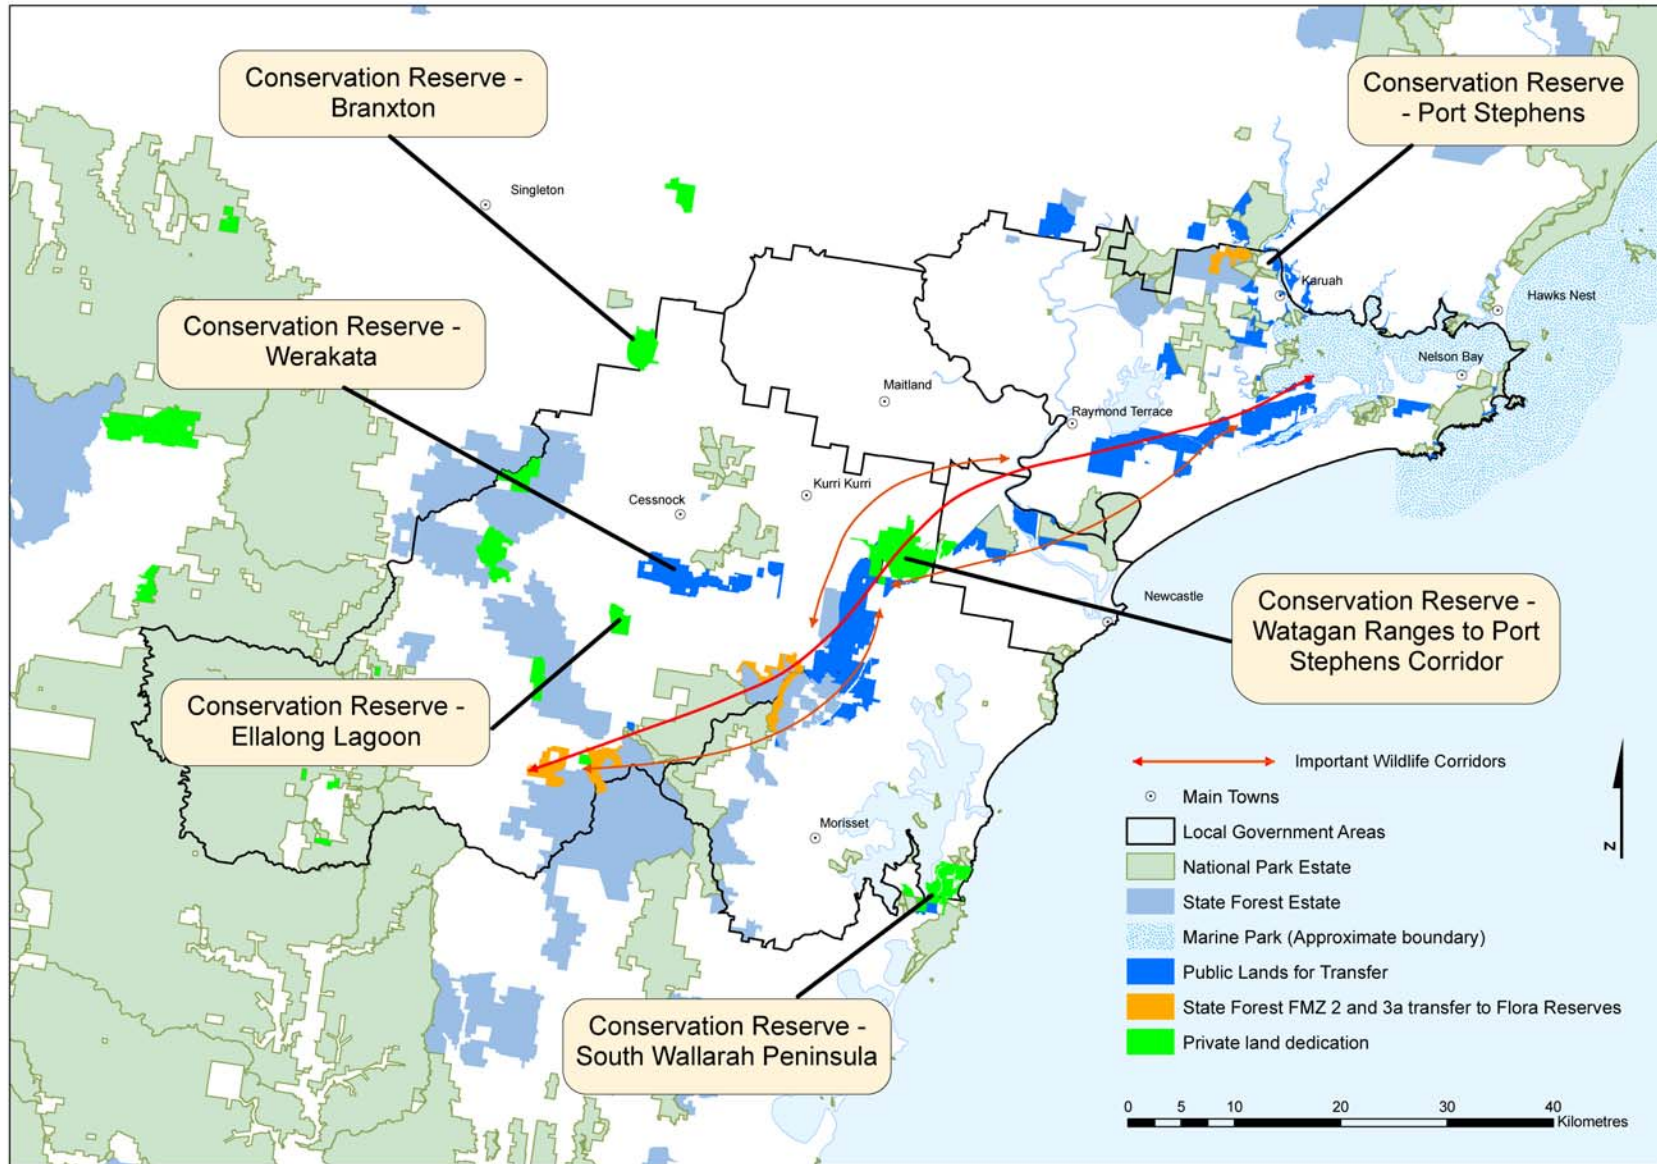 Conservation Reserve -
Branxton
Conservation Reserve
- Port Stephens
Singleton
Karuah
Hawks Nest
Conservation Reserve -
Werakata
Nelson Bay
Maitland
Raymond Terrace
Kurri Kurri
Cessnock
Newcastle
Conservation Reserve -
Watagan Ranges to Port
Stephens Corridor
Conservation Reserve -
Ellalong Lagoon
Morisset
Conservation Reserve -
South Wallarah Peninsula
Important Wildlife Corridors
Main Towns
Local Government Areas
National Park Estate
State Forest Estate
Marine Park (Approximate boundary)
Public Lands for Transfer
State Forest FMZ 2 and 3a transfer to Flora Reserves
Private land dedication
N
0 5 10 20 30 40
Kilometres